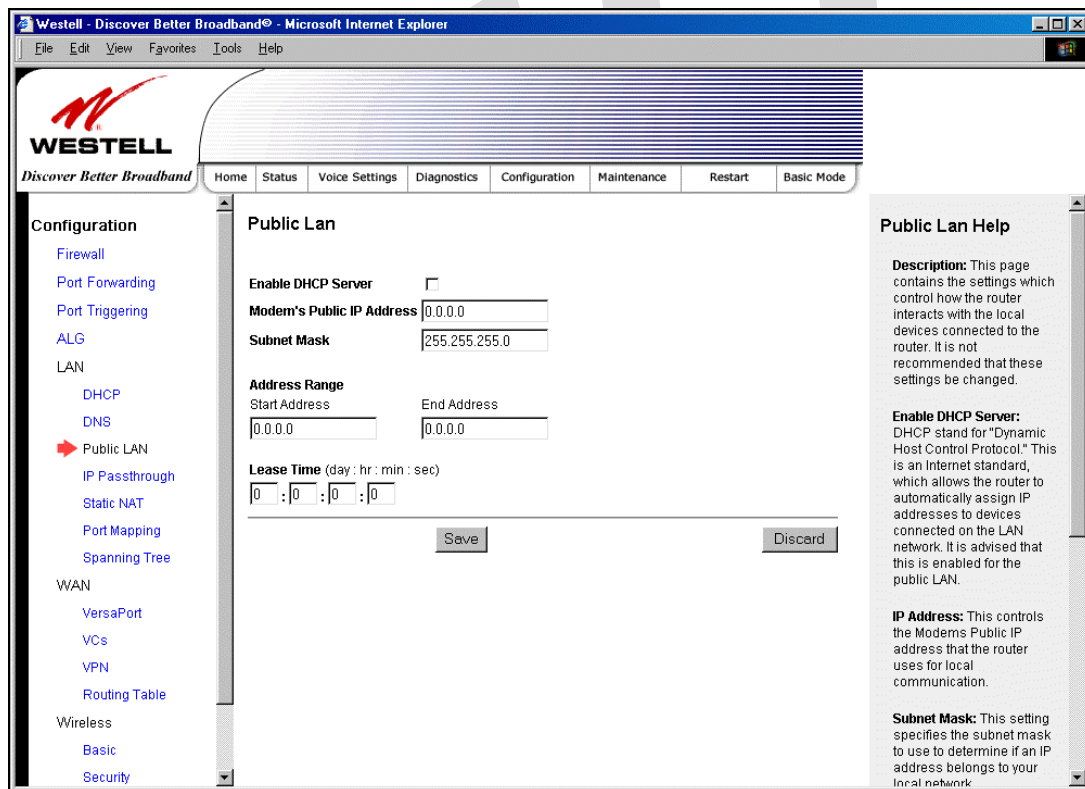 Westell - Discover Better Broadband® - Microsoft Internet Explorer
File Edit View Favorites Tools Help
WESTELL
Discover Better Broadband
Home Status Voice Settings Diagnostics Configuration Maintenance Restart Basic Mode
Configuration
Firewall
Port Forwarding
Port Triggering
ALG
LAN
DHCP
DNS
Public LAN
IP Passthrough
Static NAT
Port Mapping
Spanning Tree
WAN
VersaPort
VCs
VPN
Routing Table
Wireless
Basic
Security
Public Lan
Enable DHCP Server
Modem's Public IP Address 0.0.0.0
Subnet Mask 255.255.255.0
Address Range
Start Address End Address
0.0.0.0 0.0.0.0
Lease Time (day : hr : min : sec)
0 : 0 : 0 : 0
Save Discard
Public Lan Help
Description: This page
contains the settings which
control how the router
interacts with the local
devices connected to the
router. It is not
recommended that these
settings be changed.
Enable DHCP Server:
DHCP stand for "Dynamic
Host Control Protocol." This
is an Internet standard,
which allows the router to
automatically assign IP
addresses to devices
connected on the LAN
network. It is advised that
this is enabled for the
public LAN.
IP Address: This controls
the Modems Public IP
address that the router
uses for local
communication.
Subnet Mask: This setting
specifies the subnet mask
to use to determine if an IP
address belongs to your
local network.